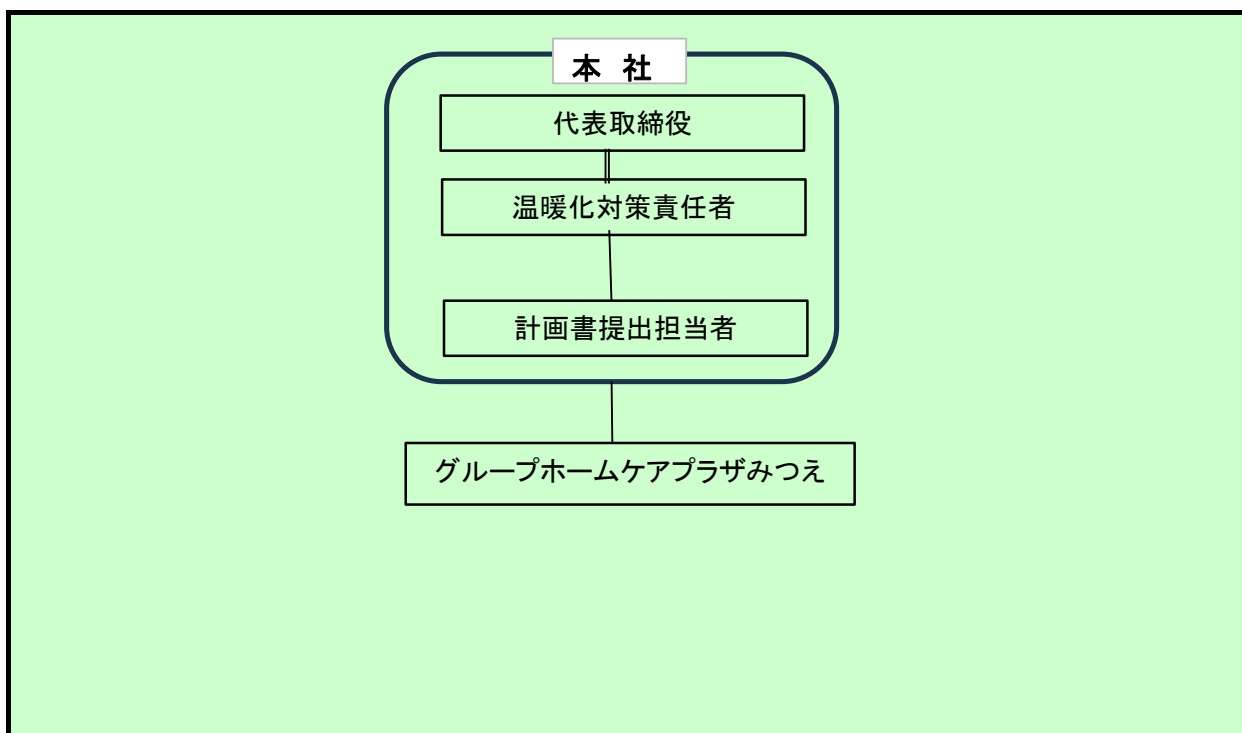 本 社
代表取締役
温暖化対策責任者
計画書提出担当者
グループホームケアプラザみつえ